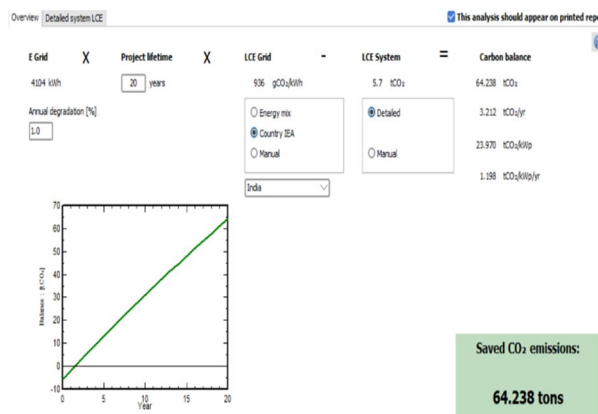 Overview Detailed system LCE
This analysis should appear on printed repo
E Grid X Project lifetime X LCE Grid - LCE System = Carbon balance
4104 kWh 20 years 936 gCO₂/kWh 5.7 tCO₂ 64.238 tCO₂
Annual degradation [%]
1.0
Energy mix
Country IEA
Manual
India
Detailed
Manual
3.212 tCO₂/yr
23.970 tCO₂/kWp
1.198 tCO₂/kWp/yr
70
60
50
40
30
20
10
0
-10
Balance : [tCO₂]
0 5 10 15 20
Year
Saved CO₂ emissions:
64.238 tons